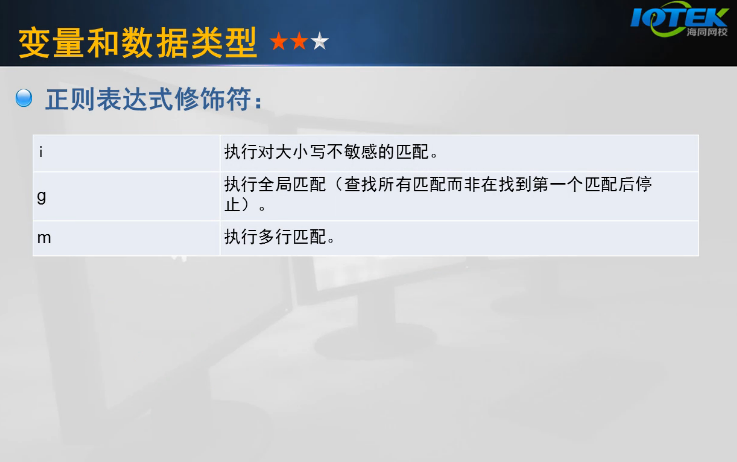 变量和数据类型
IOTEK
海同网校
正则表达式修饰符：
i
执行对大小写不敏感的匹配。
g
执行全局匹配（查找所有匹配而非在找到第一个匹配后停
止）。
m
执行多行匹配。